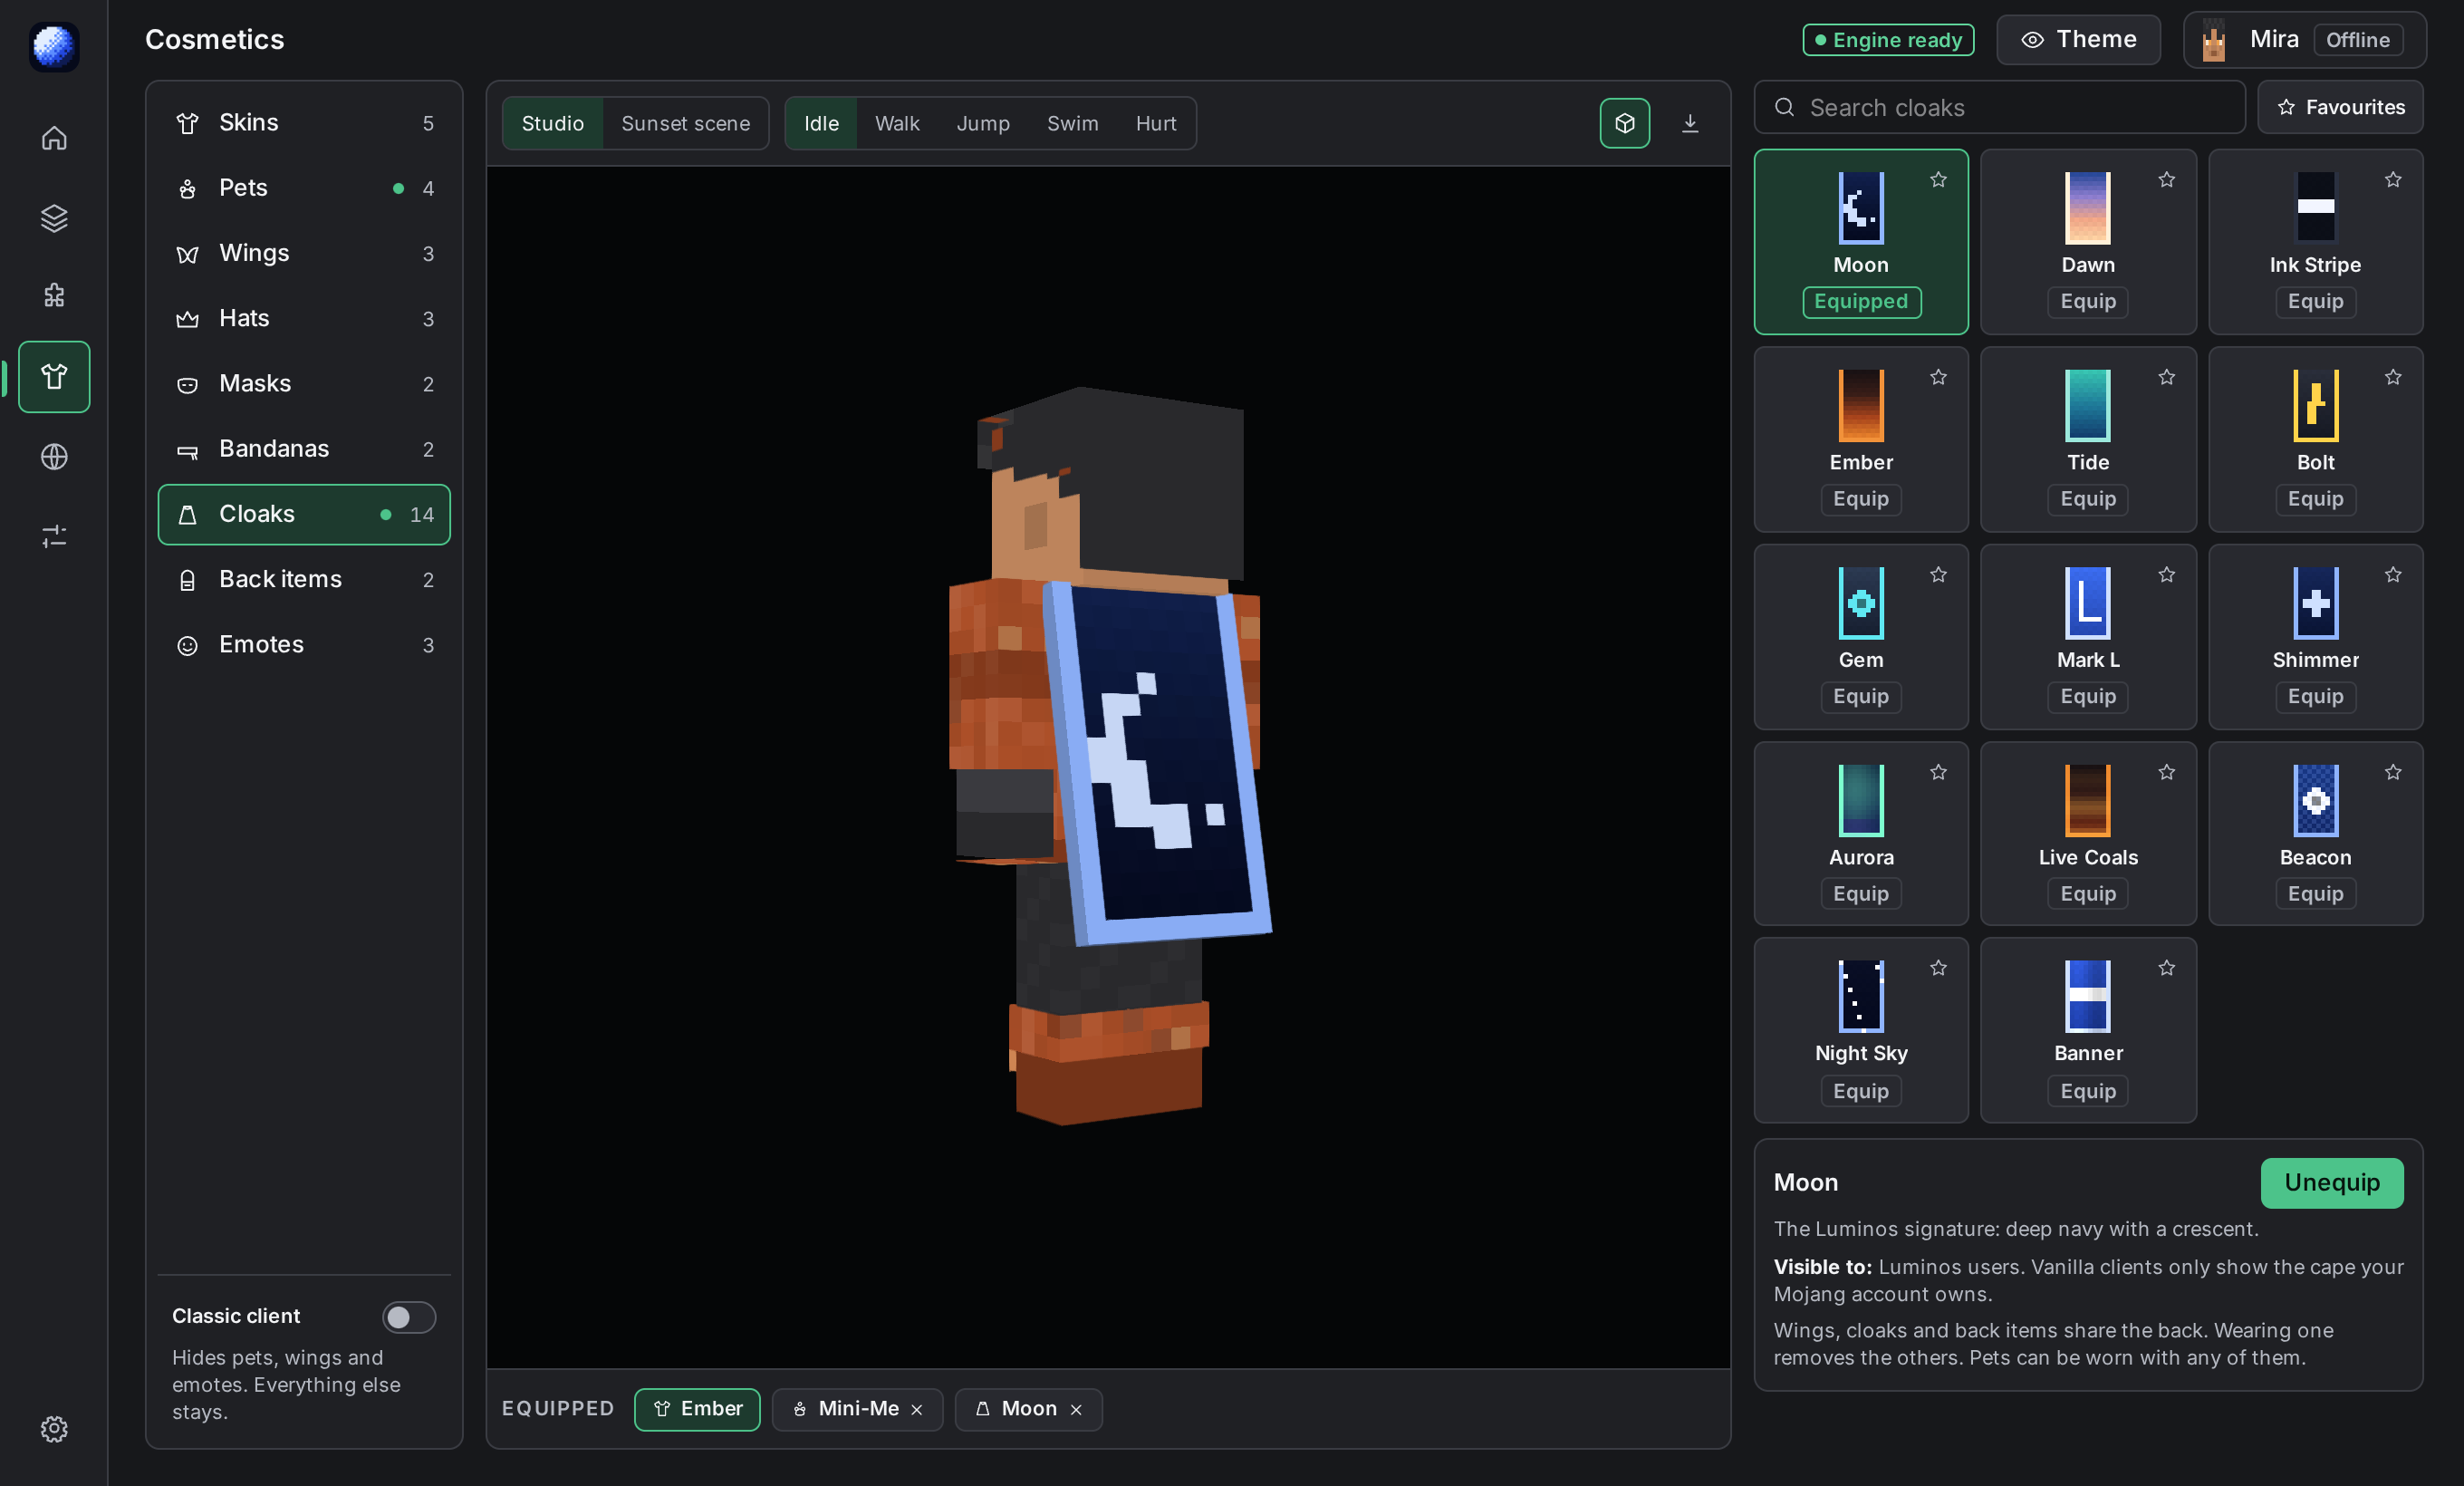 Cosmetics
Engine ready
Theme
Mira
Offline
Skins 5
Pets 4
Wings 3
Hats 3
Masks 2
Bandanas 2
Cloaks 14
Back items 2
Emotes 3
Classic client
Hides pets, wings and
emotes. Everything else
stays.
Studio
Sunset scene
Idle
Walk
Jump
Swim
Hurt
EQUIPPED
Ember
Mini-Me
Moon
Search cloaks
Favourites
Moon
Equipped
Dawn
Equip
Ink Stripe
Equip
Ember
Equip
Tide
Equip
Bolt
Equip
Gem
Equip
Mark L
Equip
Shimmer
Equip
Aurora
Equip
Live Coals
Equip
Beacon
Equip
Night Sky
Equip
Banner
Equip
Moon
Unequip
The Luminos signature: deep navy with a crescent.
Visible to: Luminos users. Vanilla clients only show the cape your
Mojang account owns.
Wings, cloaks and back items share the back. Wearing one
removes the others. Pets can be worn with any of them.